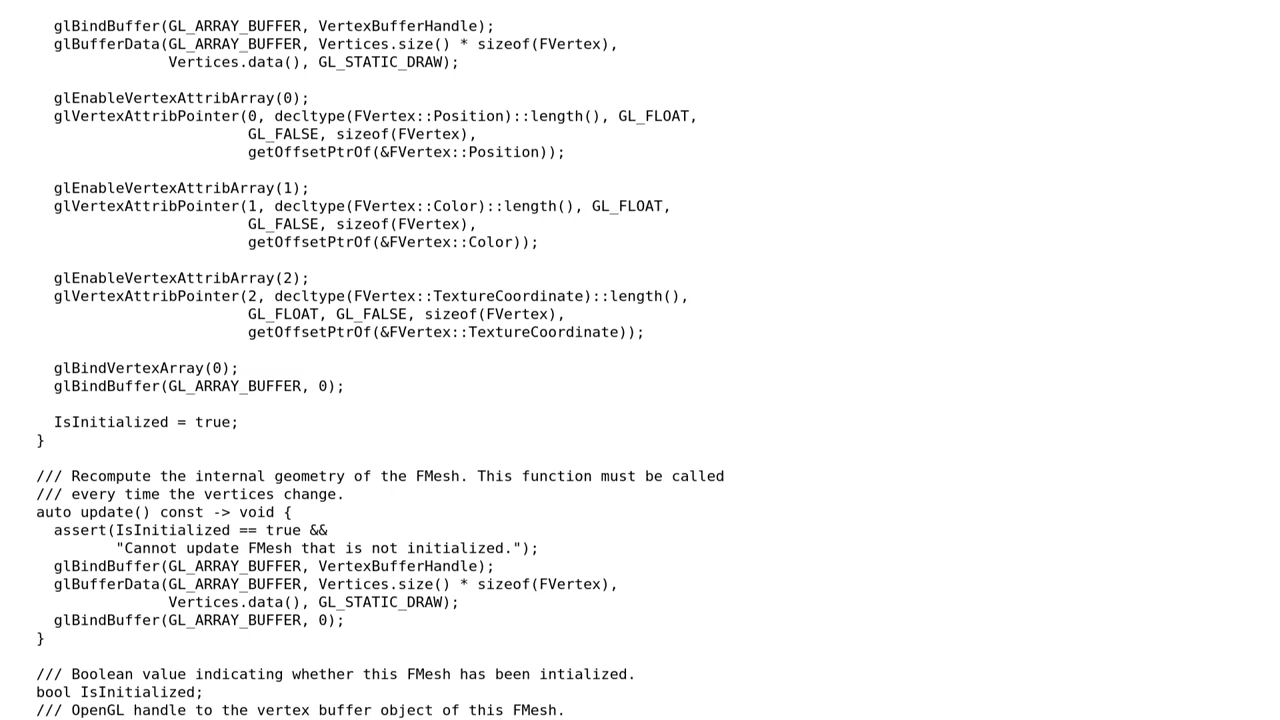 glBindBuffer(GL_ARRAY_BUFFER, VertexBufferHandle);
glBufferData(GL_ARRAY_BUFFER, Vertices.size() * sizeof(FVertex),
Vertices.data(), GL_STATIC_DRAW);
glEnableVertexAttribArray(0);
glVertexAttribPointer(0, decltype(FVertex::Position)::length(), GL_FLOAT,
GL_FALSE, sizeof(FVertex),
getOffsetPtrOf(&FVertex::Position));
glEnableVertexAttribArray(1);
glVertexAttribPointer(1, decltype(FVertex::Color)::length(), GL_FLOAT,
GL_FALSE, sizeof(FVertex),
getOffsetPtrOf(&FVertex::Color));
glEnableVertexAttribArray(2);
glVertexAttribPointer(2, decltype(FVertex::TextureCoordinate)::length(),
GL_FLOAT, GL_FALSE, sizeof(FVertex),
getOffsetPtrOf(&FVertex::TextureCoordinate));
glBindVertexArray(0);
glBindBuffer(GL_ARRAY_BUFFER, 0);
IsInitialized = true;
}
/// Recompute the internal geometry of the FMesh. This function must be called
/// every time the vertices change.
auto update() const -> void {
assert(IsInitialized == true &&
"Cannot update FMesh that is not initialized.");
glBindBuffer(GL_ARRAY_BUFFER, VertexBufferHandle);
glBufferData(GL_ARRAY_BUFFER, Vertices.size() * sizeof(FVertex),
Vertices.data(), GL_STATIC_DRAW);
glBindBuffer(GL_ARRAY_BUFFER, 0);
}
/// Boolean value indicating whether this FMesh has been intialized.
bool IsInitialized;
/// OpenGL handle to the vertex buffer object of this FMesh.